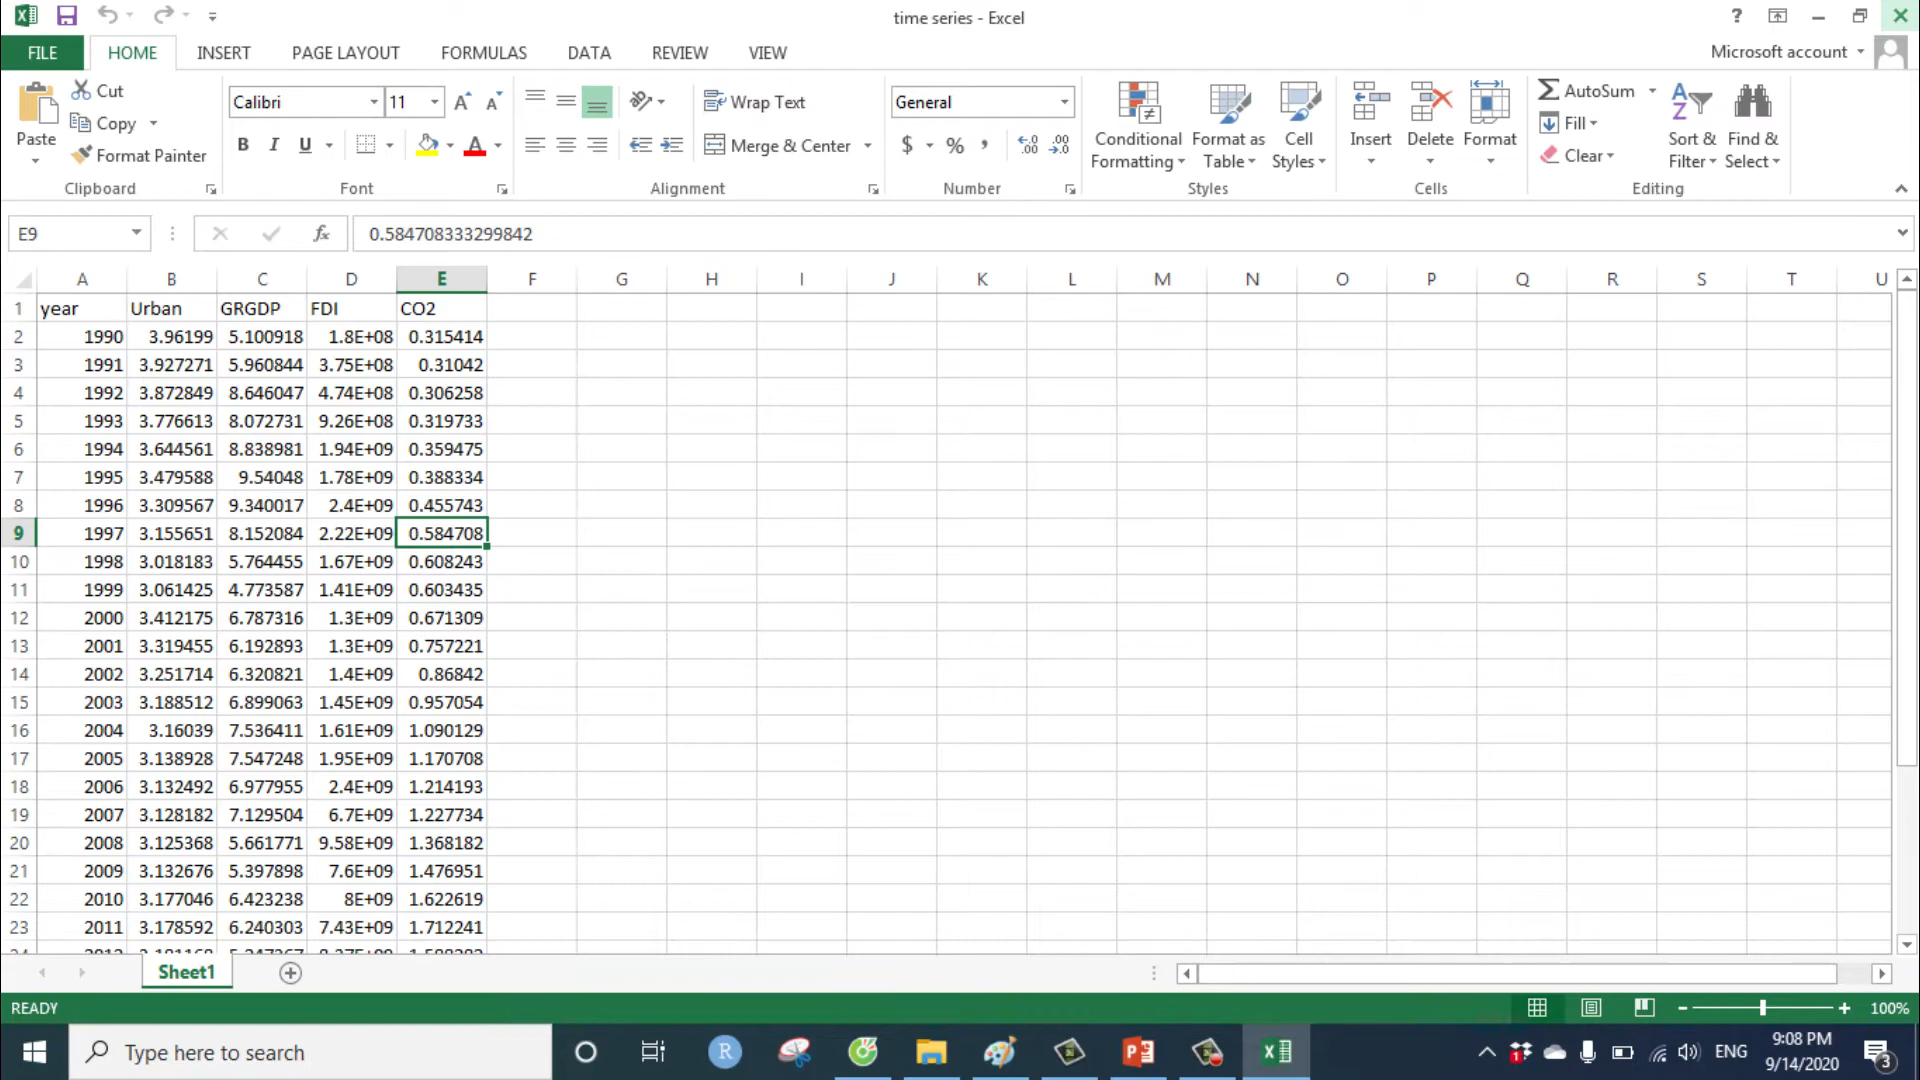 time series - Excel
FILE HOME INSERT PAGE LAYOUT FORMULAS DATA REVIEW VIEW Microsoft account
Paste
Cut
Copy
Format Painter
Clipboard
Calibri 11
B I U
Font
Wrap Text
Merge & Center
Alignment
General
$ % ,
Number
Conditional Formatting
Format as Table
Cell Styles
Styles
Insert
Delete
Format
Cells
AutoSum
Fill
Clear
Sort & Filter
Find & Select
Editing
E9 fx 0.584708333299842
A B C D E F G H I J K L M N O P Q R S T U
1 year Urban GRGDP FDI CO2
2 1990 3.96199 5.100918 1.8E+08 0.315414
3 1991 3.927271 5.960844 3.75E+08 0.31042
4 1992 3.872849 8.646047 4.74E+08 0.306258
5 1993 3.776613 8.072731 9.26E+08 0.319733
6 1994 3.644561 8.838981 1.94E+09 0.359475
7 1995 3.479588 9.54048 1.78E+09 0.388334
8 1996 3.309567 9.340017 2.4E+09 0.455743
9 1997 3.155651 8.152084 2.22E+09 0.584708
10 1998 3.018183 5.764455 1.67E+09 0.608243
11 1999 3.061425 4.773587 1.41E+09 0.603435
12 2000 3.412175 6.787316 1.3E+09 0.671309
13 2001 3.319455 6.192893 1.3E+09 0.757221
14 2002 3.251714 6.320821 1.4E+09 0.86842
15 2003 3.188512 6.899063 1.45E+09 0.957054
16 2004 3.16039 7.536411 1.61E+09 1.090129
17 2005 3.138928 7.547248 1.95E+09 1.170708
18 2006 3.132492 6.977955 2.4E+09 1.214193
19 2007 3.128182 7.129504 6.7E+09 1.227734
20 2008 3.125368 5.661771 9.58E+09 1.368182
21 2009 3.132676 5.397898 7.6E+09 1.476951
22 2010 3.177046 6.423238 8E+09 1.622619
23 2011 3.178592 6.240303 7.43E+09 1.712241
Sheet1
READY 100%
Type here to search
ENG
9:08 PM
9/14/2020
3